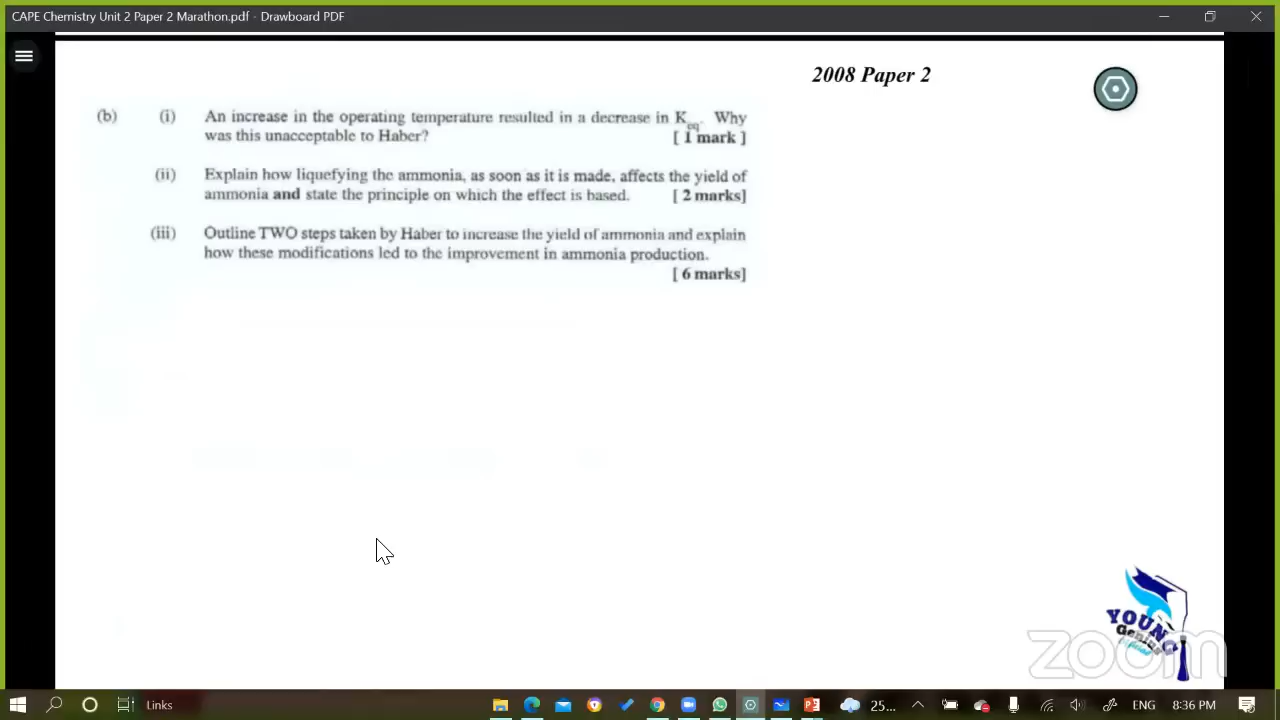 CAPE Chemistry Unit 2 Paper 2 Marathon.pdf - Drawboard PDF
2008 Paper 2
(b) (i) An increase in the operating temperature resulted in a decrease in Keq. Why
was this unacceptable to Haber? [ 1 mark ]
(ii) Explain how liquefying the ammonia, as soon as it is made, affects the yield of
ammonia and state the principle on which the effect is based. [ 2 marks]
(iii) Outline TWO steps taken by Haber to increase the yield of ammonia and explain
how these modifications led to the improvement in ammonia production.
[ 6 marks]
YOUNG
Genius
zoom
Links
25...
ENG
8:36 PM